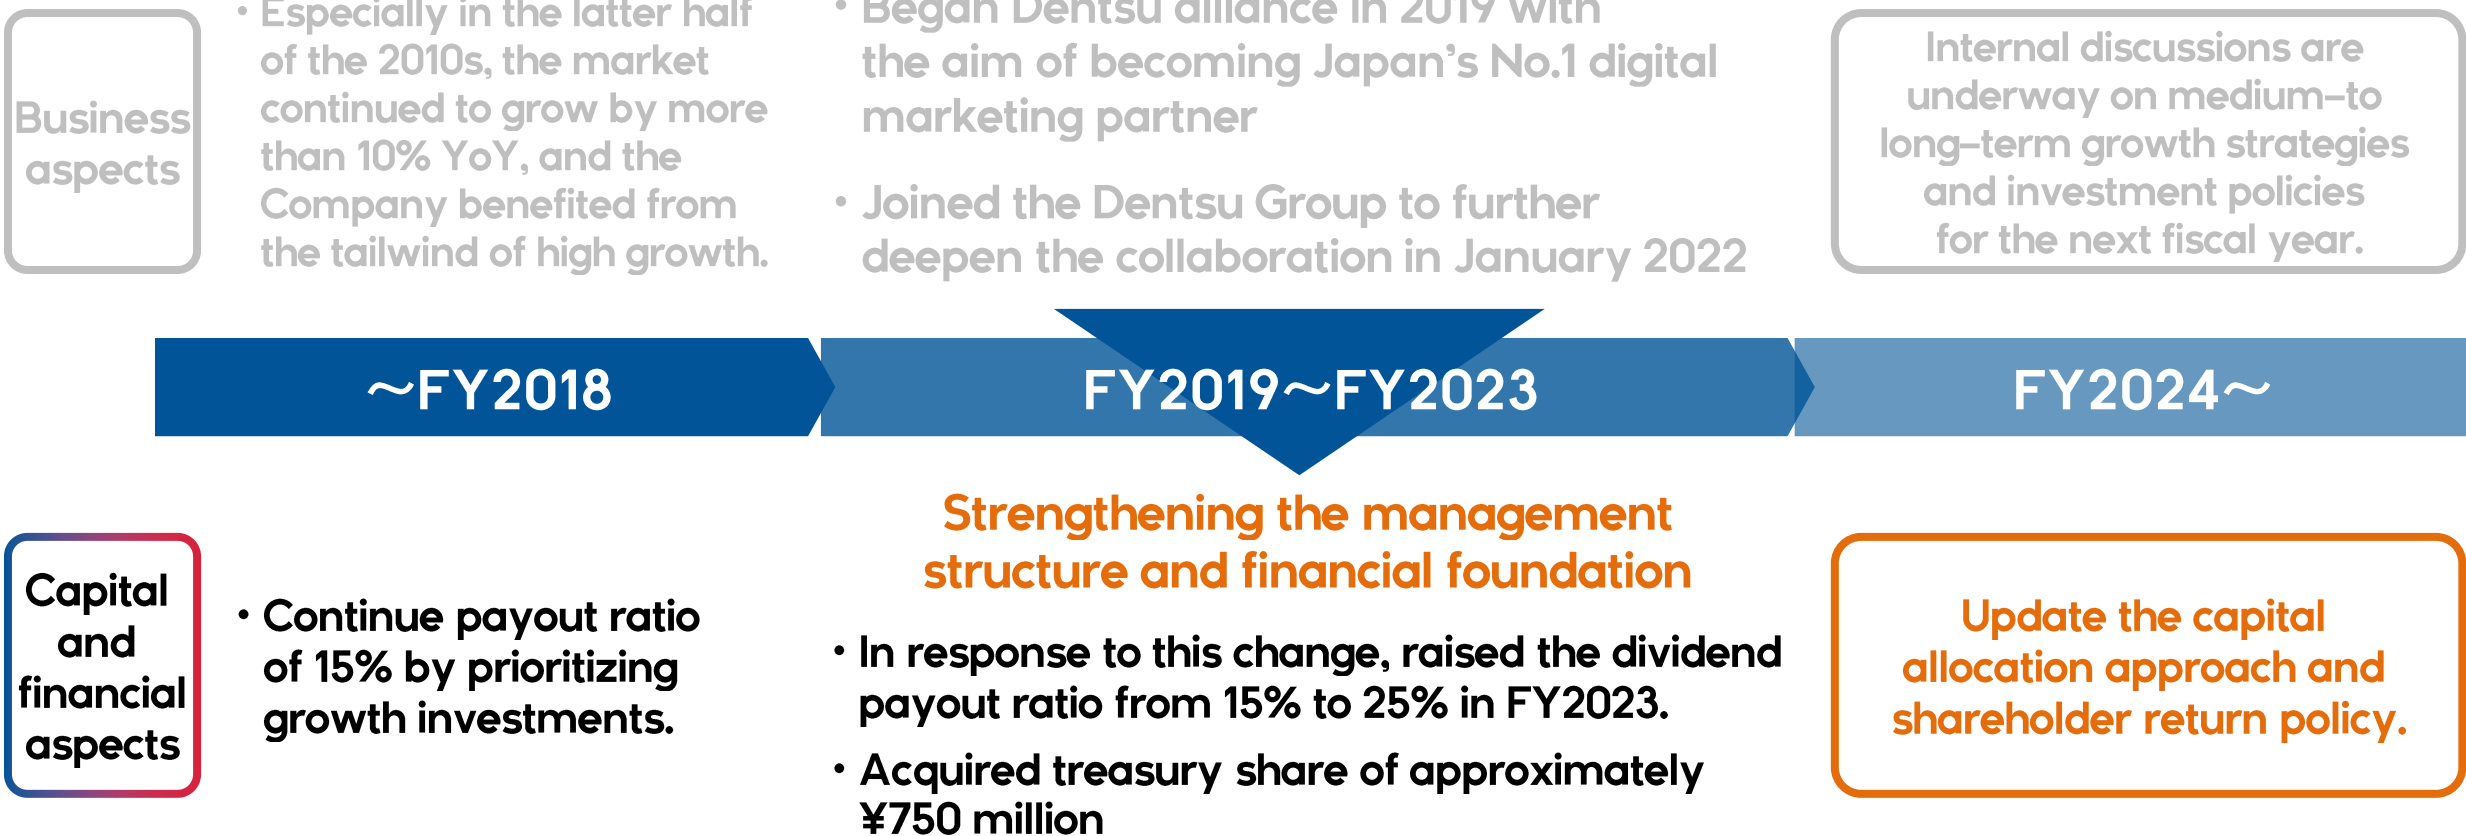 Business
aspects
• Especially in the latter half
of the 2010s, the market
continued to grow by more
than 10% YoY, and the
Company benefited from
the tailwind of high growth.
• Began Dentsu alliance in 2019 with
the aim of becoming Japan's No.1 digital
marketing partner
• Joined the Dentsu Group to further
deepen the collaboration in January 2022
Internal discussions are
underway on medium-to
long-term growth strategies
and investment policies
for the next fiscal year.
～FY2018
FY2019～FY2023
FY2024～
Capital
and
financial
aspects
• Continue payout ratio
of 15% by prioritizing
growth investments.
Strengthening the management
structure and financial foundation
• In response to this change, raised the dividend
payout ratio from 15% to 25% in FY2023.
• Acquired treasury share of approximately
¥750 million
Update the capital
allocation approach and
shareholder return policy.